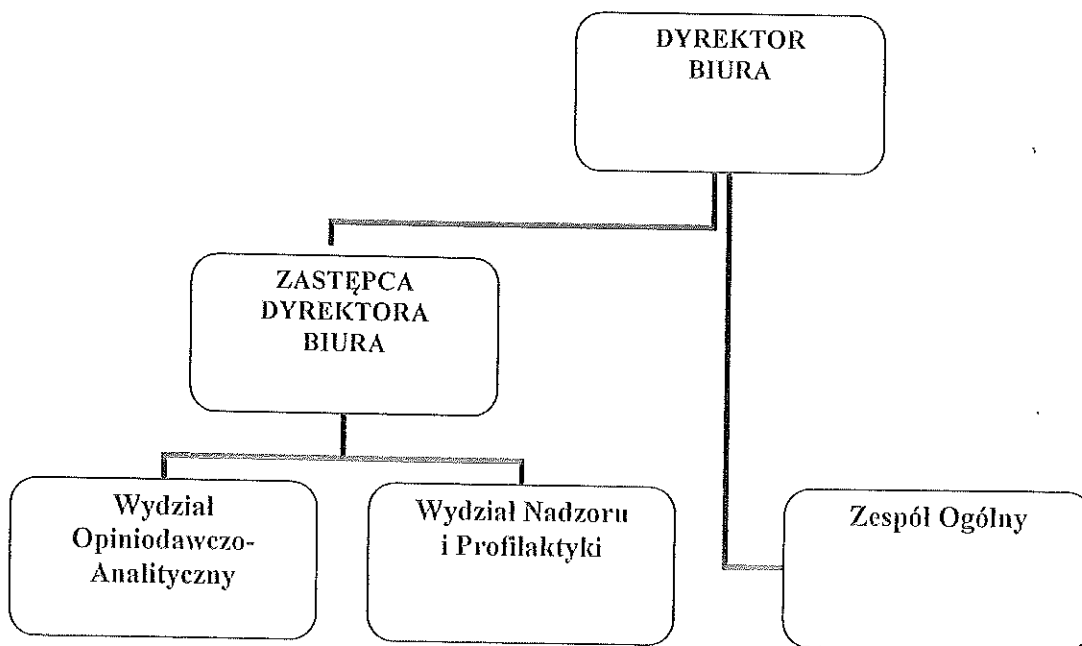 DYREKTOR
BIURA
ZASTĘPCA
DYREKTORA
BIURA
Wydział
Opiniodawczo-
Analityczny
Wydział Nadzoru
i Profilaktyki
Zespół Ogólny